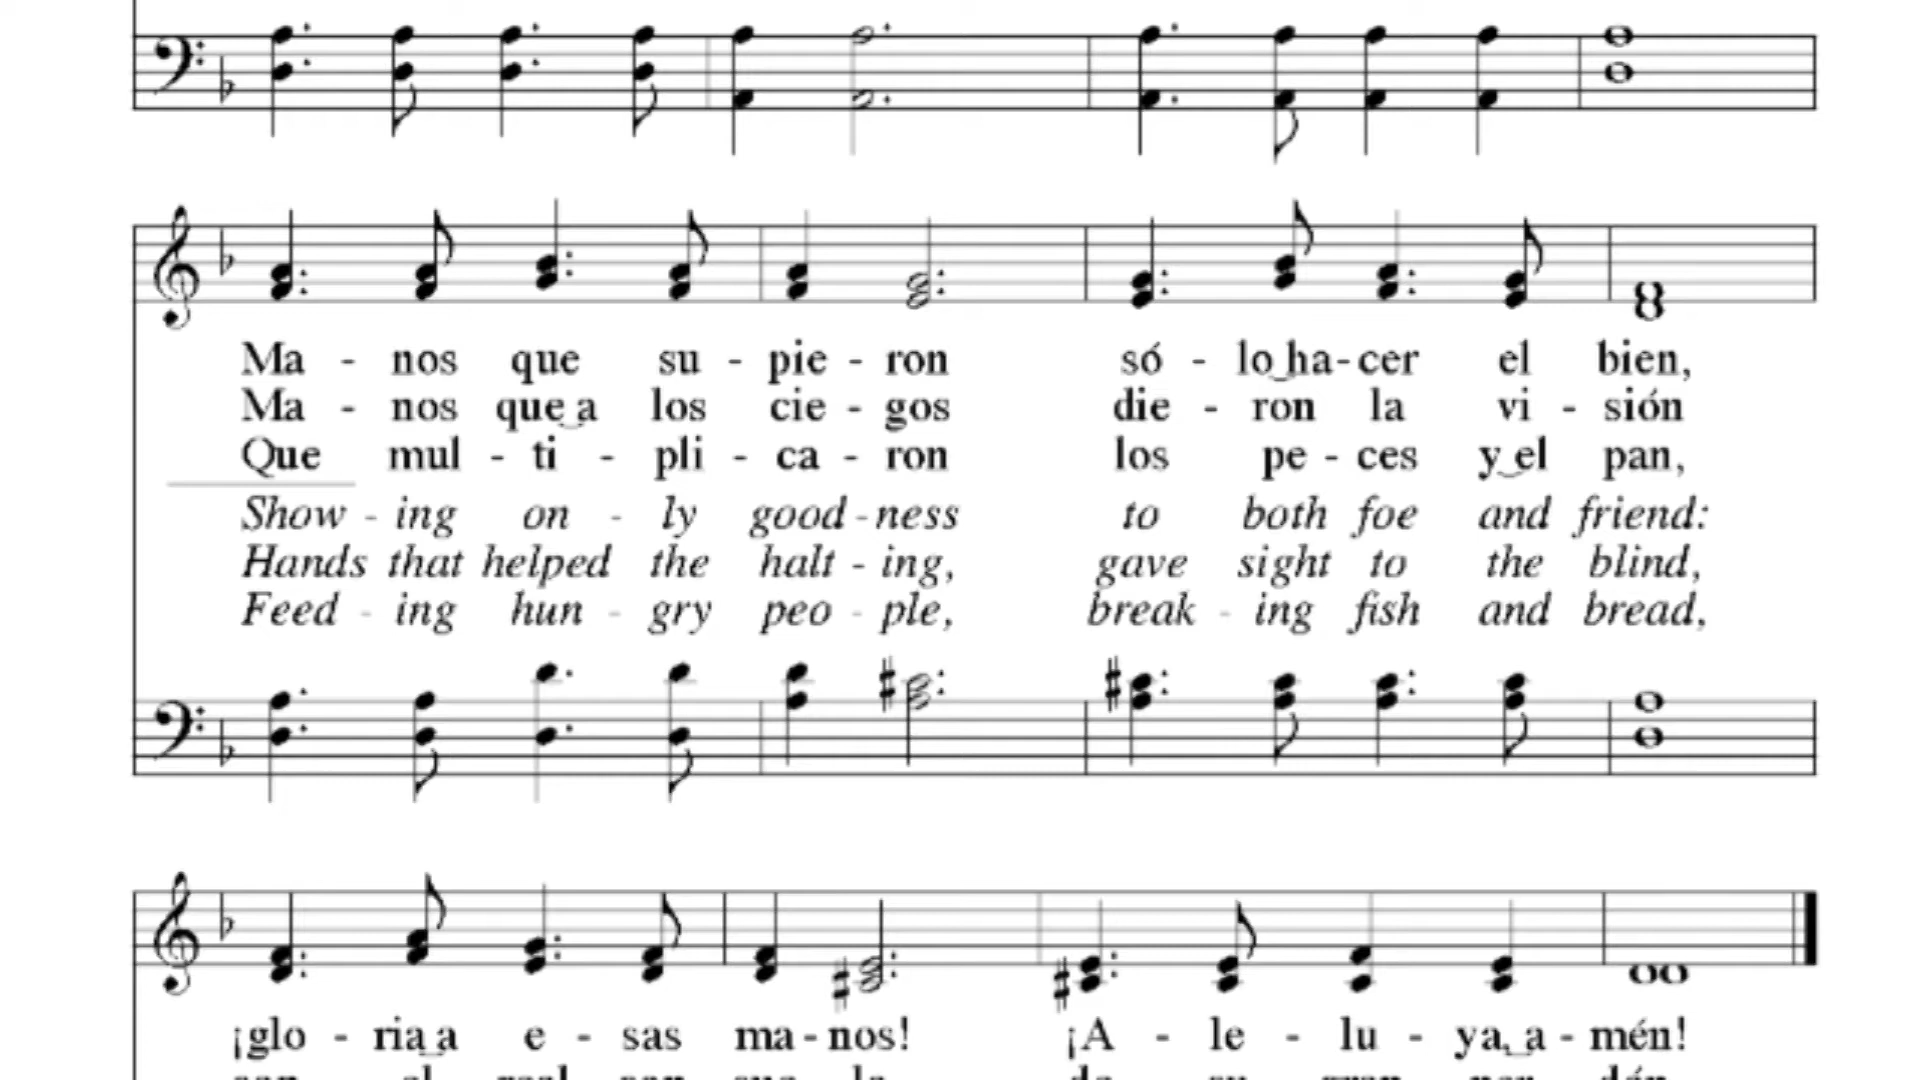 Ma - nos que su - pie - ron só - lo ha - cer el bien,
Ma - nos que a los cie - gos die - ron la vi - sión
Que mul - ti - pli - ca - ron los pe - ces y el pan,
Show - ing on - ly good - ness to both foe and friend:
Hands that helped the halt - ing, gave sight to the blind,
Feed - ing hun - gry peo - ple, break - ing fish and bread,
¡glo - ria a e - sas ma - nos! ¡A - le - lu - ya, a - mén!